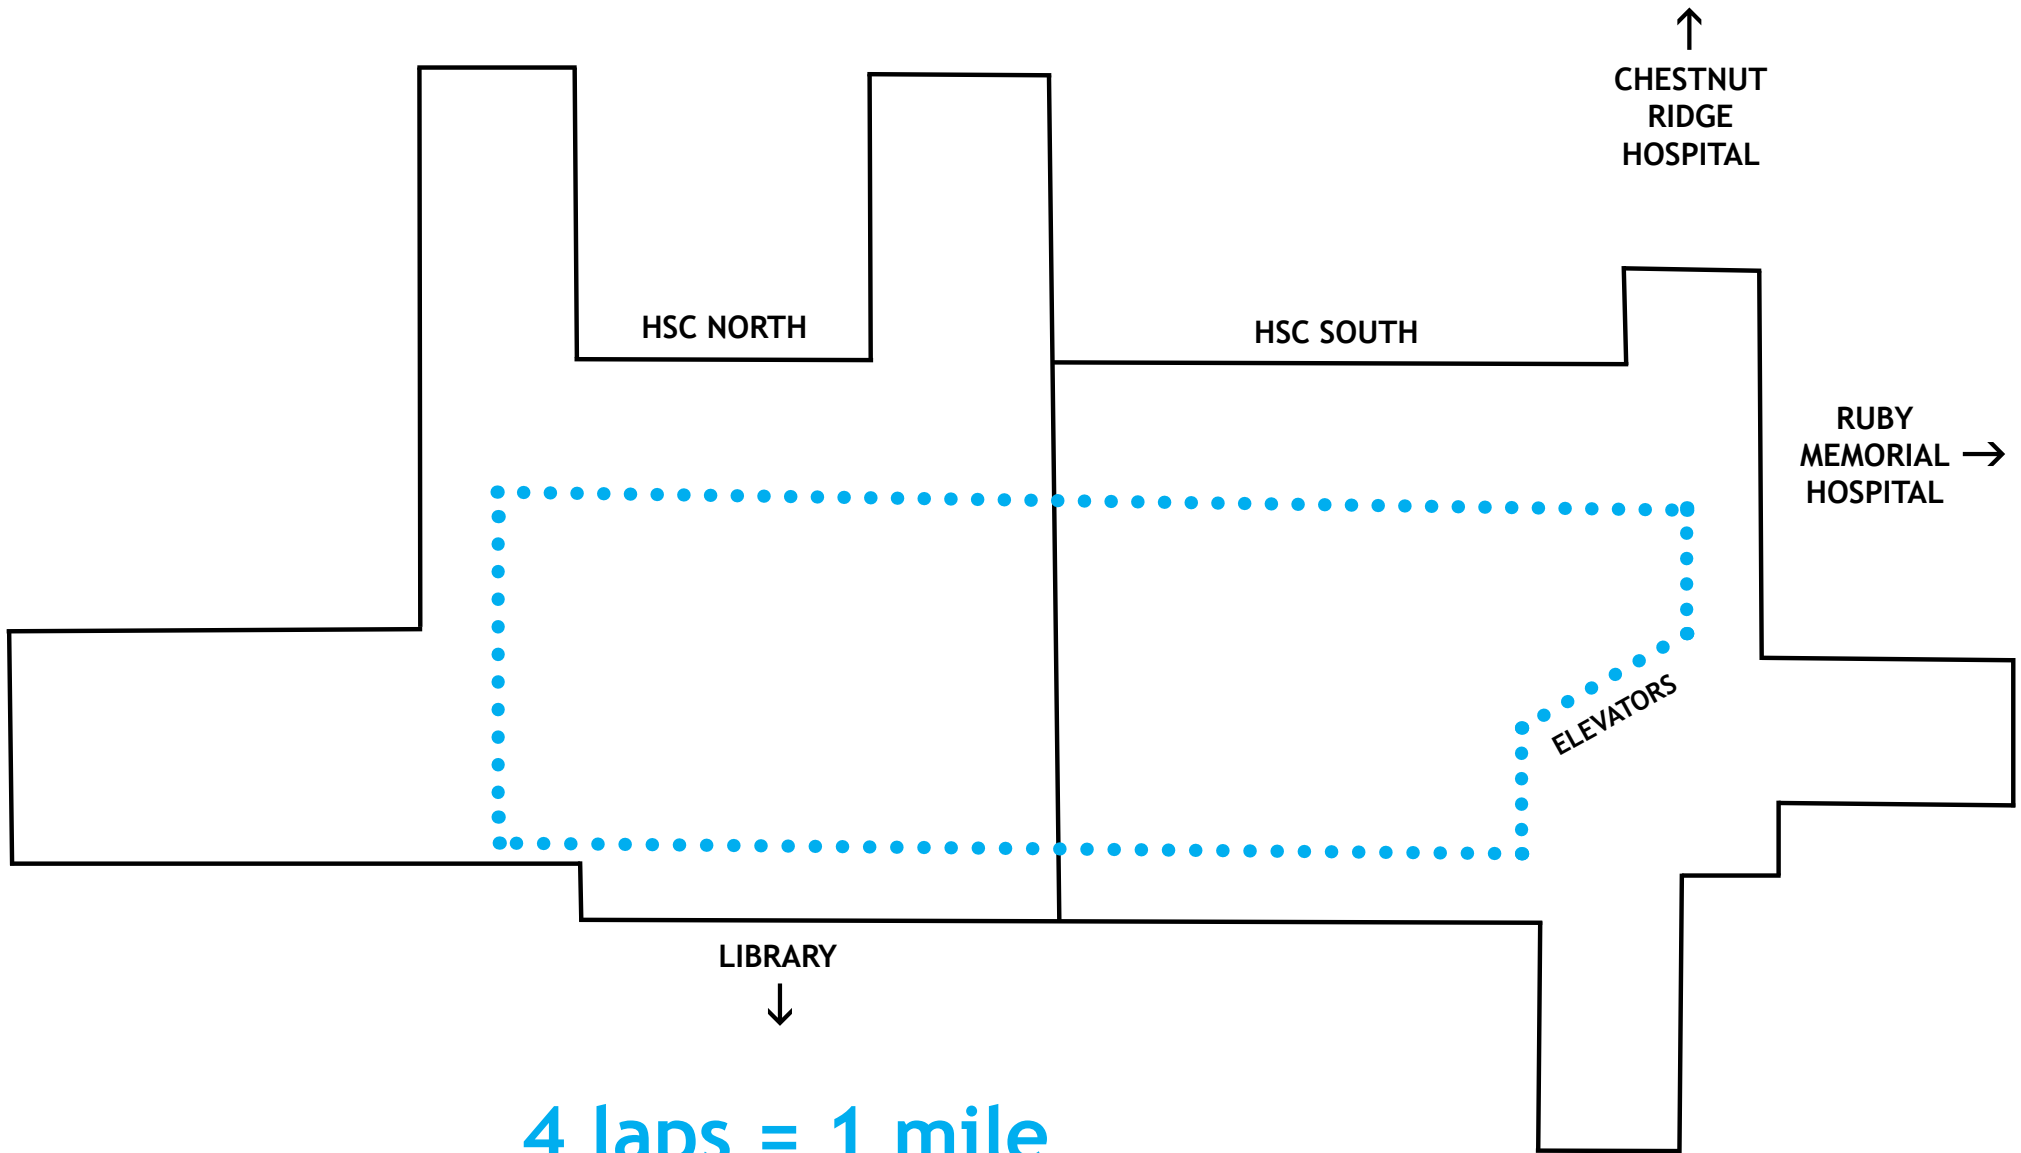 ↑
CHESTNUT
RIDGE
HOSPITAL
HSC NORTH
HSC SOUTH
RUBY
MEMORIAL →
HOSPITAL
ELEVATORS
LIBRARY
↓
4 laps = 1 mile